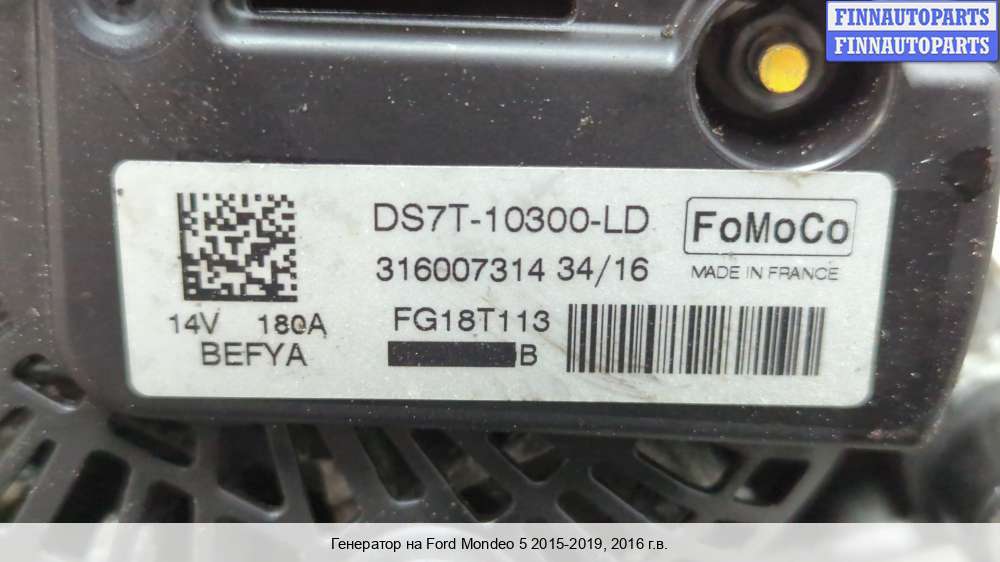 FINNAUTOPARTS
FINNAUTOPARTS
DS7T-10300-LD
FoMoCo
316007314 34/16
MADE IN FRANCE
14V 180A
FG18T113
BEFYA
B
Генератор на Ford Mondeo 5 2015-2019, 2016 г.в.